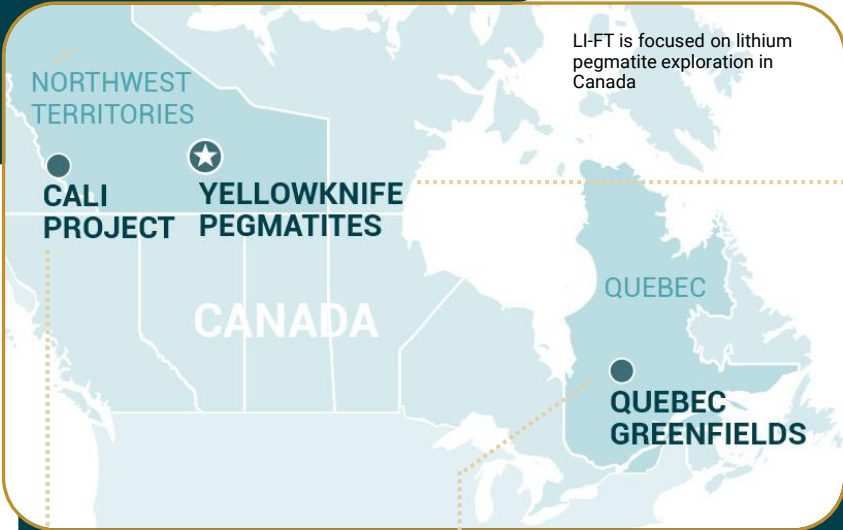 LI-FT is focused on lithium
pegmatite exploration in
Canada
NORTHWEST
TERRITORIES
CALI
PROJECT
YELLOWKNIFE
PEGMATITES
CANADA
QUEBEC
QUEBEC
GREENFIELDS